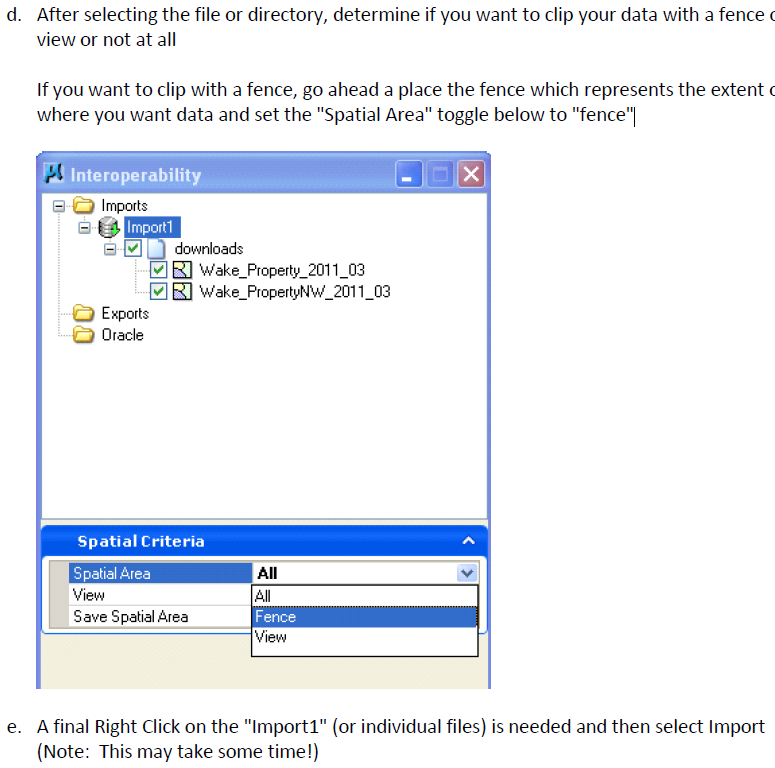 d. After selecting the file or directory, determine if you want to clip your data with a fence
view or not at all
If you want to clip with a fence, go ahead a place the fence which represents the extent
where you want data and set the "Spatial Area" toggle below to "fence"
Interoperability
Imports
Import1
downloads
Wake_Property_2011_03
Wake_PropertyNW_2011_03
Exports
Oracle
Spatial Criteria
Spatial Area All
View All
Save Spatial Area Fence
View
e. A final Right Click on the "Import1" (or individual files) is needed and then select Import
(Note: This may take some time!)